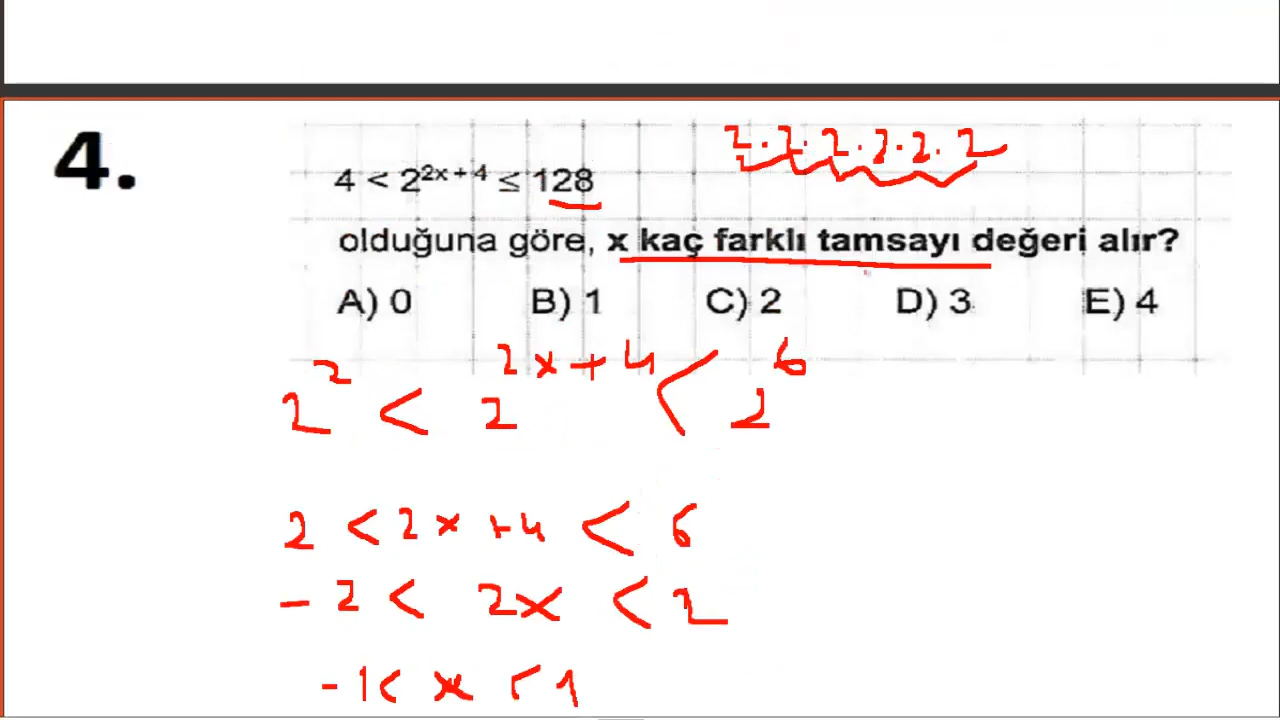 4.
2·2·2·2·2·2
4 < 2^{2x+4} ≤ 128
olduğuna göre, x kaç farklı tamsayı değeri alır?
A) 0 B) 1 C) 2 D) 3 E) 4
2^2 < 2^{2x+4} < 2^6
2 < 2x +4 < 6
-2 < 2x < 2
-1 < x < 1